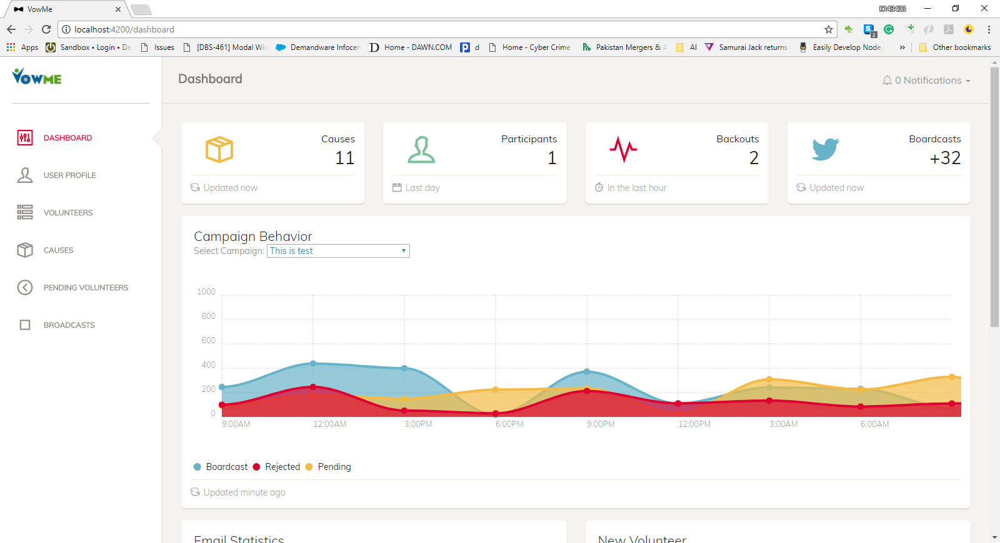 VowMe
K143408
localhost:4200/dashboard
2
Apps
Sandbox • Login • De
Issues
[DBS-461] Modal Win
Demandware Infocen
Home - DAWN.COM
d
Home - Cyber Crime
Pakistan Mergers & A
AI
Samurai Jack returns
Easily Develop Node.
»
Other bookmarks
VOWME
Dashboard
0 Notifications
DASHBOARD
USER PROFILE
VOLUNTEERS
CAUSES
PENDING VOLUNTEERS
BROADCASTS
Causes
11
Updated now
Participants
1
Last day
Backouts
2
In the last hour
Boardcasts
+32
Updated now
Campaign Behavior
Select Campaign: This is test
1000
800
600
400
200
0
9:00AM 12:00AM 3:00PM 6:00PM 9:00PM 12:00PM 3:00AM 6:00AM
Boardcast Rejected Pending
Updated minute ago
Email Statistics
New Volunteer